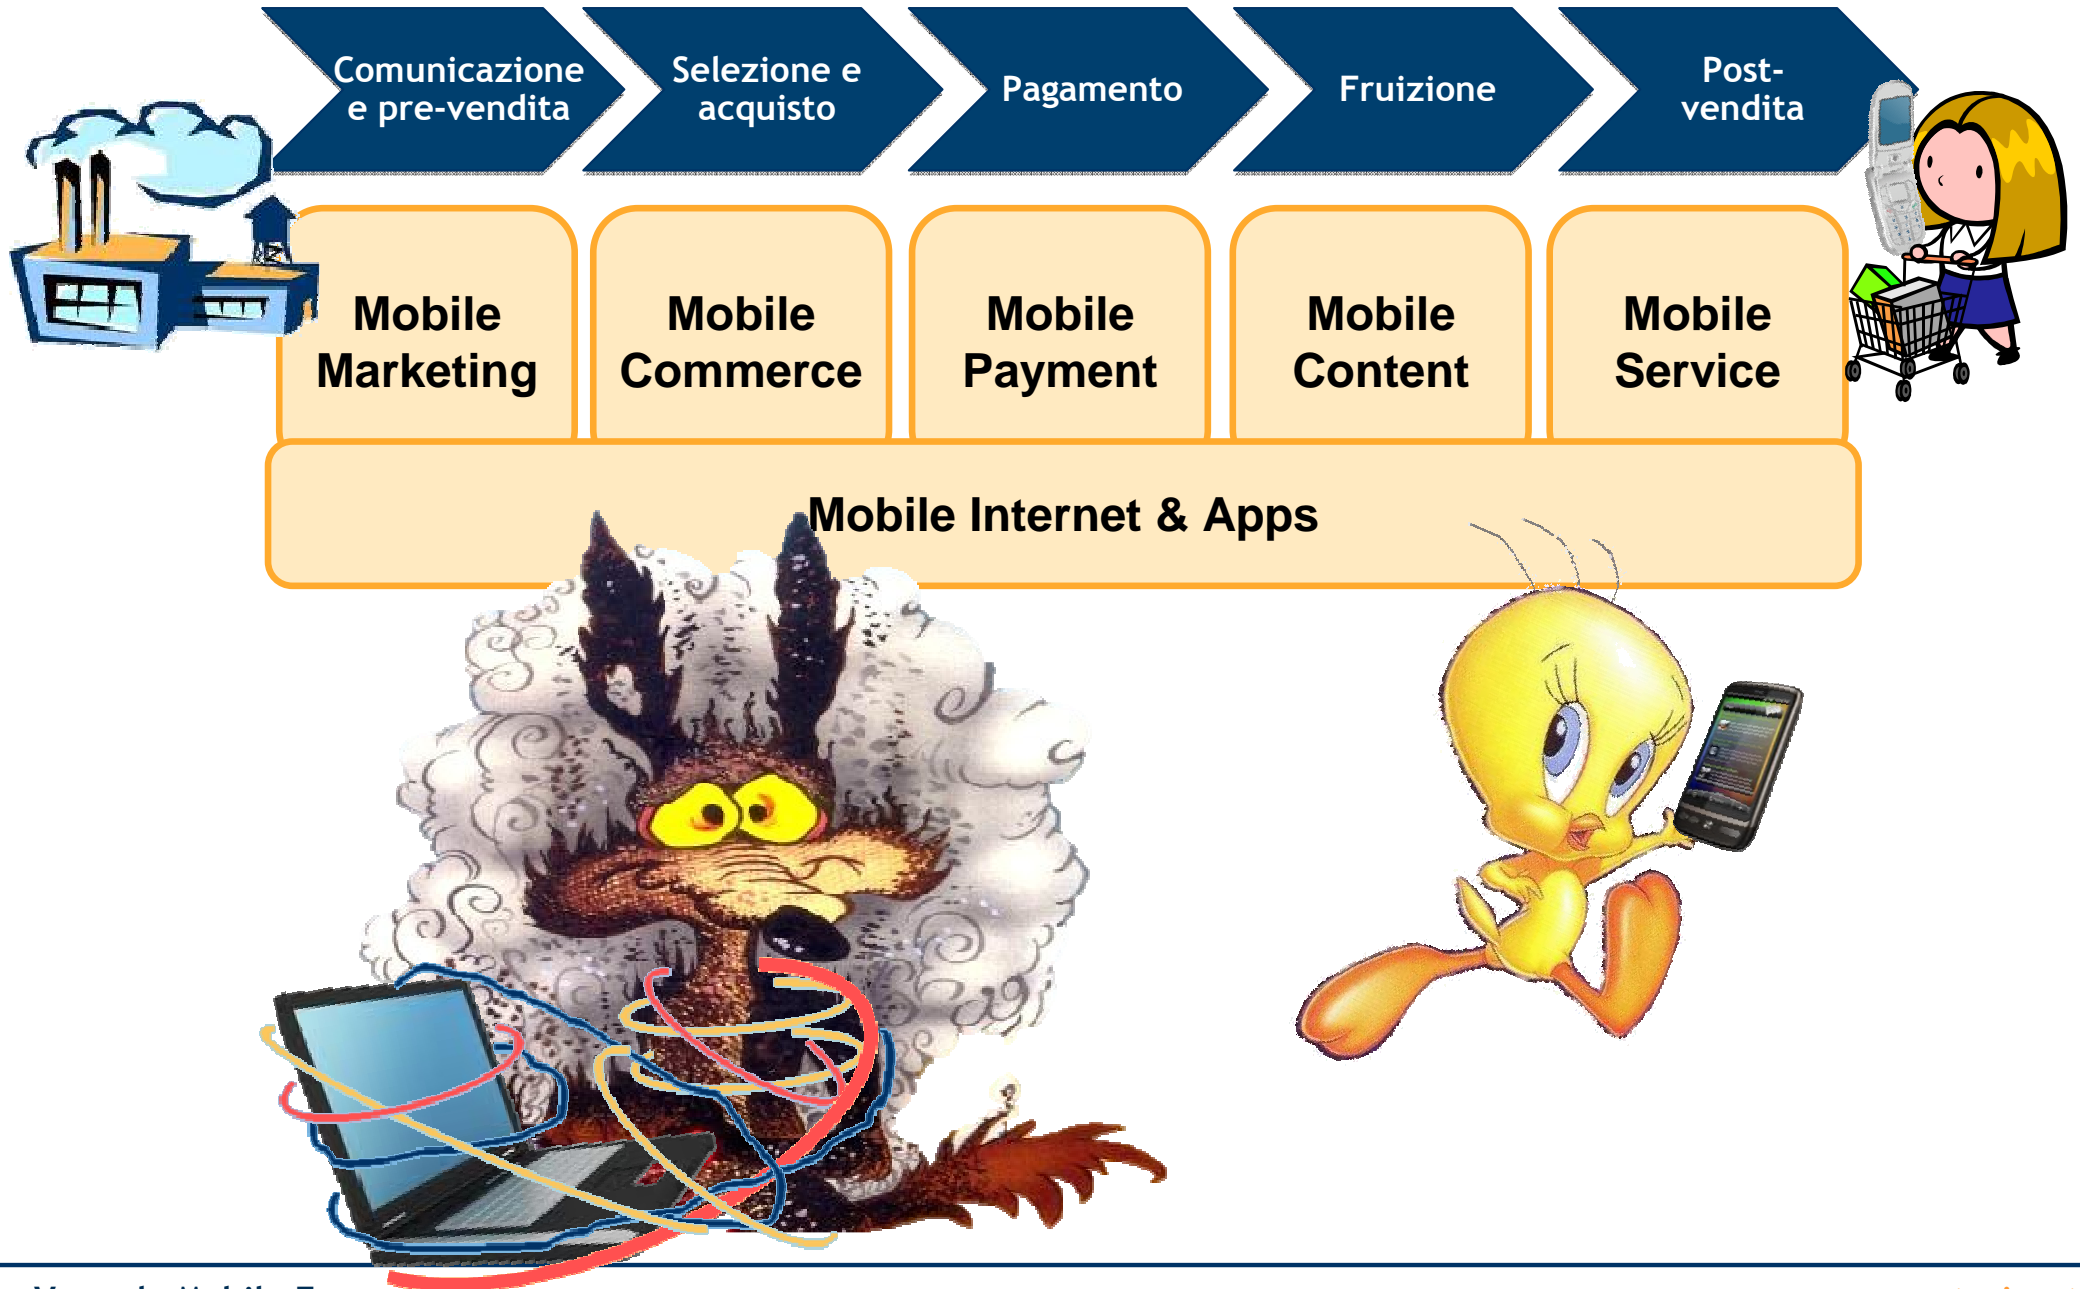 Comunicazione
e pre-vendita
Selezione e
acquisto
Pagamento
Fruizione
Post-
vendita
Mobile
Marketing
Mobile
Commerce
Mobile
Payment
Mobile
Content
Mobile
Service
Mobile Internet & Apps
Mobile